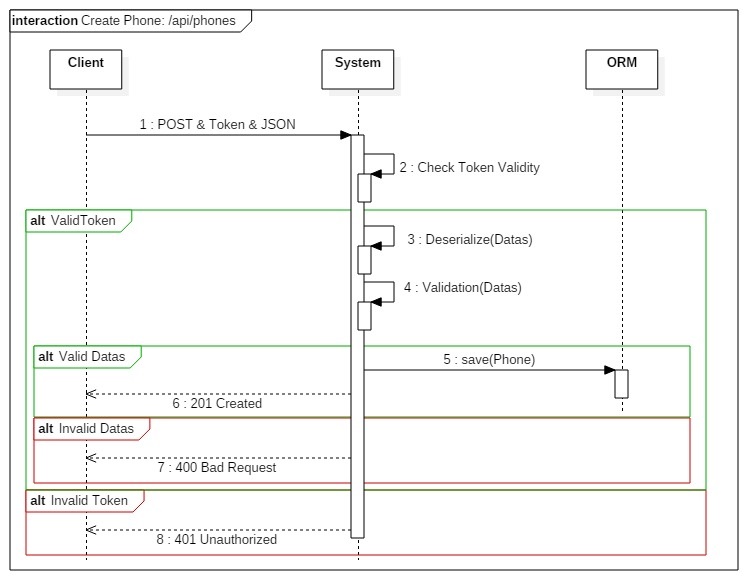 interaction Create Phone: /api/phones
Client
System
ORM
1 : POST & Token & JSON
2 : Check Token Validity
alt ValidToken
3 : Deserialize(Datas)
4 : Validation(Datas)
alt Valid Datas
5 : save(Phone)
6 : 201 Created
alt Invalid Datas
7 : 400 Bad Request
alt Invalid Token
8 : 401 Unauthorized